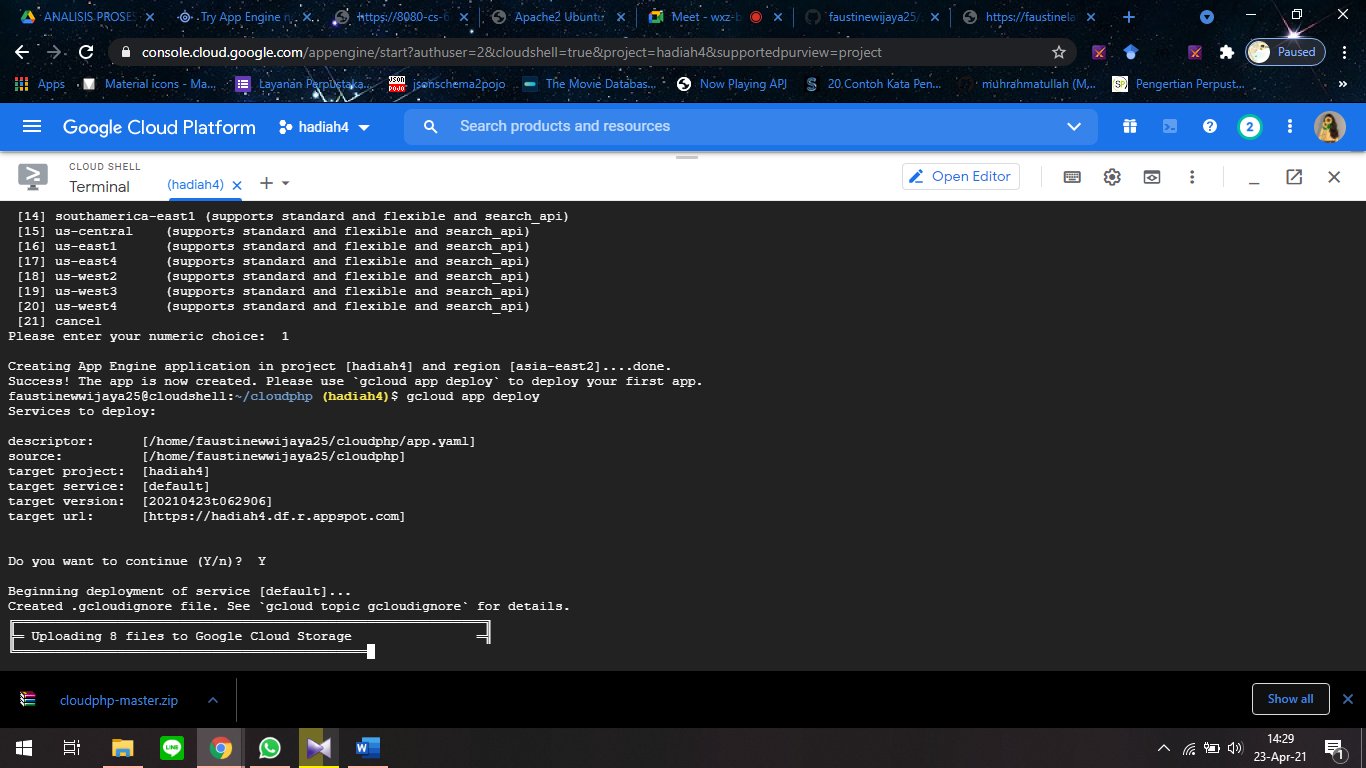 ANALISIS PROSES
Try App Engine n
https://8080-cs-6
Apache2 Ubuntu
Meet - wxz-b
faustinewijaya25/
https://faustinela
console.cloud.google.com/appengine/start?authuser=2&cloudshell=true&project=hadiah4&supportedpurview=project
Paused
Apps
Material icons - Ma...
Layanan Perpustaka...
jsonschema2pojo
The Movie Databas...
Now Playing APJ
20 Contoh Kata Pen...
muhrahmatullah (M,...
Pengertian Perpust...
»
Google Cloud Platform
hadiah4
Search products and resources
2
CLOUD SHELL
Terminal
(hadiah4)
Open Editor
[14] southamerica-east1 (supports standard and flexible and search_api)
[15] us-central (supports standard and flexible and search_api)
[16] us-east1 (supports standard and flexible and search_api)
[17] us-east4 (supports standard and flexible and search_api)
[18] us-west2 (supports standard and flexible and search_api)
[19] us-west3 (supports standard and flexible and search_api)
[20] us-west4 (supports standard and flexible and search_api)
[21] cancel
Please enter your numeric choice: 1
Creating App Engine application in project [hadiah4] and region [asia-east2]....done.
Success! The app is now created. Please use `gcloud app deploy` to deploy your first app.
faustinewwijaya25@cloudshell:~/cloudphp (hadiah4)$ gcloud app deploy
Services to deploy:
descriptor: [/home/faustinewwijaya25/cloudphp/app.yaml]
source: [/home/faustinewwijaya25/cloudphp]
target project: [hadiah4]
target service: [default]
target version: [20210423t062906]
target url: [https://hadiah4.df.r.appspot.com]
Do you want to continue (Y/n)? Y
Beginning deployment of service [default]...
Created .gcloudignore file. See `gcloud topic gcloudignore` for details.
Uploading 8 files to Google Cloud Storage
cloudphp-master.zip
Show all
14:29
23-Apr-21
1